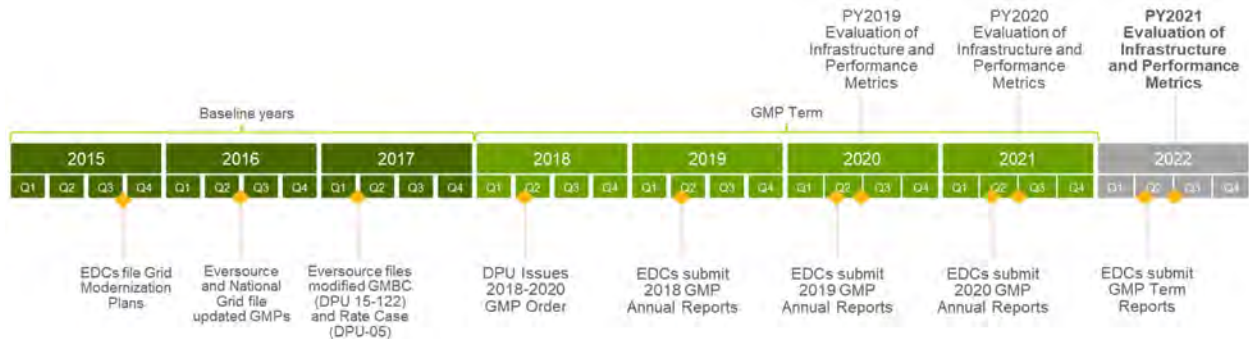 PY2019
Evaluation of
Infrastructure and
Performance
Metrics
PY2020
Evaluation of
Infrastructure and
Performance
Metrics
PY2021
Evaluation of
Infrastructure
and Performance
Metrics
Baseline years
GMP Term
2015
2016
2017
2018
2019
2020
2021
2022
Q1 Q2 Q3 Q4 Q1 Q2 Q3 Q4 Q1 Q2 Q3 Q4 Q1 Q2 Q3 Q4 Q1 Q2 Q3 Q4 Q1 Q2 Q3 Q4 Q1 Q2 Q3 Q4 Q1 Q2 Q3 Q4
EDCs file Grid
Modernization
Plans
Eversource
and National
Grid file
updated GMPs
Eversource files
modified GMBC
(DPU 15-122)
and Rate Case
(DPU-05)
DPU Issues
2018-2020
GMP Order
EDCs submit
2018 GMP
Annual Reports
EDCs submit
2019 GMP
Annual Reports
EDCs submit
2020 GMP
Annual Reports
EDCs submit
GMP Term
Reports